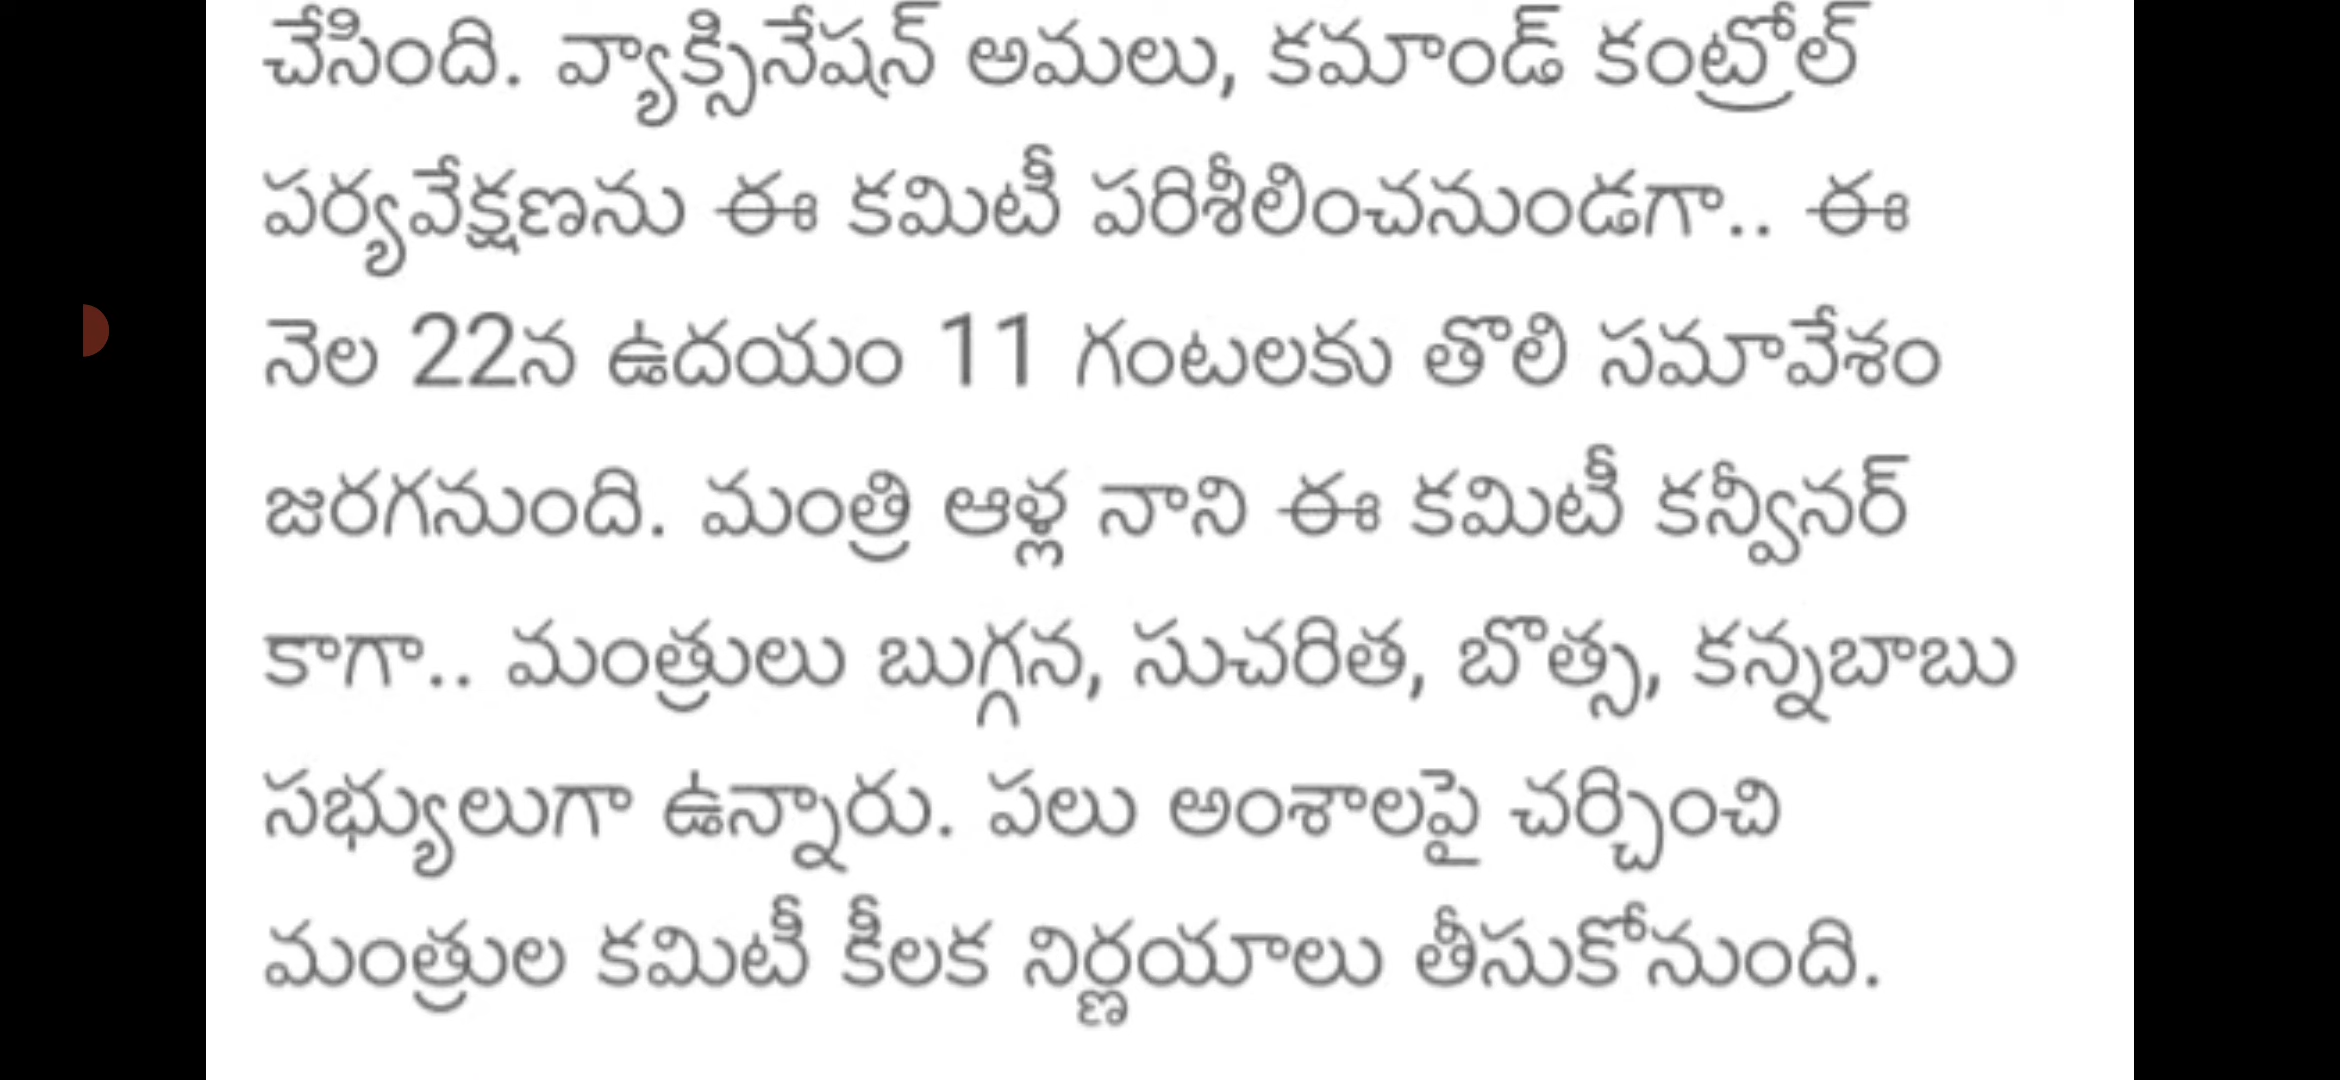 చేసింది. వ్యాక్సినేషన్ అమలు, కమాండ్ కంట్రోల్
పర్యవేక్షణను ఈ కమిటీ పరిశీలించనుండగా.. ఈ
నెల 22న ఉదయం 11 గంటలకు తొలి సమావేశం
జరగనుంది. మంత్రి ఆళ్ల నాని ఈ కమిటీ కన్వీనర్
కాగా.. మంత్రులు బుగ్గన, సుచరిత, బొత్స, కన్నబాబు
సభ్యులుగా ఉన్నారు. పలు అంశాలపై చర్చించి
మంత్రుల కమిటీ కీలక నిర్ణయాలు తీసుకోనుంది.